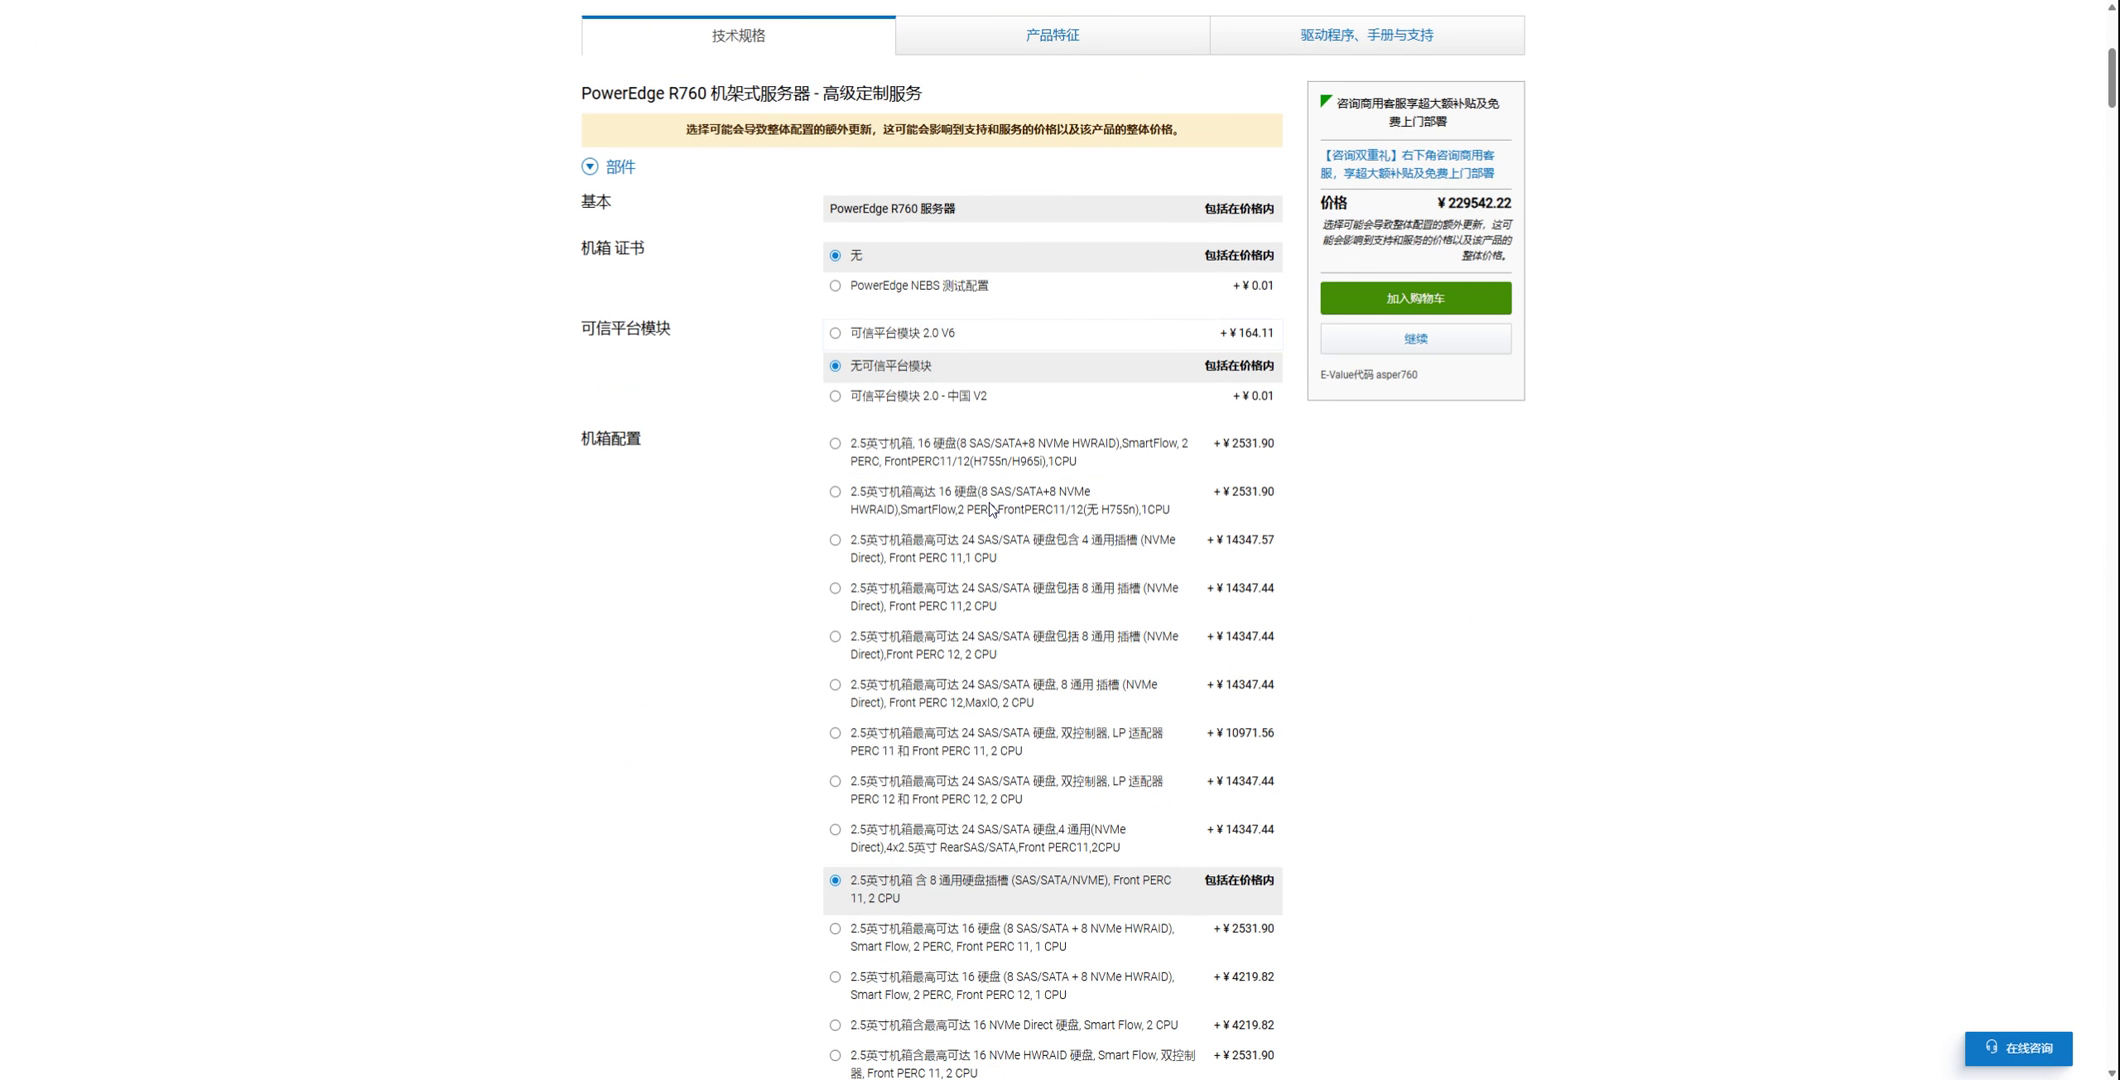 技术规格
产品特征
驱动程序、手册与支持
PowerEdge R760 机架式服务器 - 高级定制服务
选择可能会导致整体配置的额外更新，这可能会影响到支持和服务的价格以及该产品的整体价格。
部件
基本
PowerEdge R760 服务器 包括在价格内
机箱 证书
无 包括在价格内
PowerEdge NEBS 测试配置 + ¥ 0.01
可信平台模块
可信平台模块 2.0 V6 + ¥ 164.11
无可信平台模块 包括在价格内
可信平台模块 2.0 - 中国 V2 + ¥ 0.01
机箱配置
2.5英寸机箱, 16 硬盘(8 SAS/SATA+8 NVMe HWRAID),SmartFlow, 2 + ¥ 2531.90
PERC, FrontPERC11/12(H755n/H965i),1CPU
2.5英寸机箱高达 16 硬盘(8 SAS/SATA+8 NVMe + ¥ 2531.90
HWRAID),SmartFlow,2 PERC,FrontPERC11/12(无 H755n),1CPU
2.5英寸机箱最高可达 24 SAS/SATA 硬盘包含 4 通用插槽 (NVMe + ¥ 14347.57
Direct), Front PERC 11,1 CPU
2.5英寸机箱最高可达 24 SAS/SATA 硬盘包括 8 通用 插槽 (NVMe + ¥ 14347.44
Direct), Front PERC 11,2 CPU
2.5英寸机箱最高可达 24 SAS/SATA 硬盘包括 8 通用 插槽 (NVMe + ¥ 14347.44
Direct),Front PERC 12, 2 CPU
2.5英寸机箱最高可达 24 SAS/SATA 硬盘, 8 通用 插槽 (NVMe + ¥ 14347.44
Direct), Front PERC 12,MaxIO, 2 CPU
2.5英寸机箱最高可达 24 SAS/SATA 硬盘, 双控制器, LP 适配器 + ¥ 10971.56
PERC 11 和 Front PERC 11, 2 CPU
2.5英寸机箱最高可达 24 SAS/SATA 硬盘, 双控制器, LP 适配器 + ¥ 14347.44
PERC 12 和 Front PERC 12, 2 CPU
2.5英寸机箱最高可达 24 SAS/SATA 硬盘,4 通用(NVMe + ¥ 14347.44
Direct),4x2.5英寸 RearSAS/SATA,Front PERC11,2CPU
2.5英寸机箱 含 8 通用硬盘插槽 (SAS/SATA/NVME), Front PERC 包括在价格内
11, 2 CPU
2.5英寸机箱最高可达 16 硬盘 (8 SAS/SATA + 8 NVMe HWRAID), + ¥ 2531.90
Smart Flow, 2 PERC, Front PERC 11, 1 CPU
2.5英寸机箱最高可达 16 硬盘 (8 SAS/SATA + 8 NVMe HWRAID), + ¥ 4219.82
Smart Flow, 2 PERC, Front PERC 12, 1 CPU
2.5英寸机箱含最高可达 16 NVMe Direct 硬盘, Smart Flow, 2 CPU + ¥ 4219.82
2.5英寸机箱含最高可达 16 NVMe HWRAID 硬盘, Smart Flow, 双控制 + ¥ 2531.90
器, Front PERC 11, 2 CPU
咨询商用客服享超大额补贴及免
费上门部署
【咨询双重礼】右下角咨询商用客
服，享超大额补贴及免费上门部署
价格 ¥ 229542.22
选择可能会导致整体配置的额外更新，这可
能会影响到支持和服务的价格以及该产品的
整体价格。
加入购物车
继续
E-Value代码 asper760
在线咨询